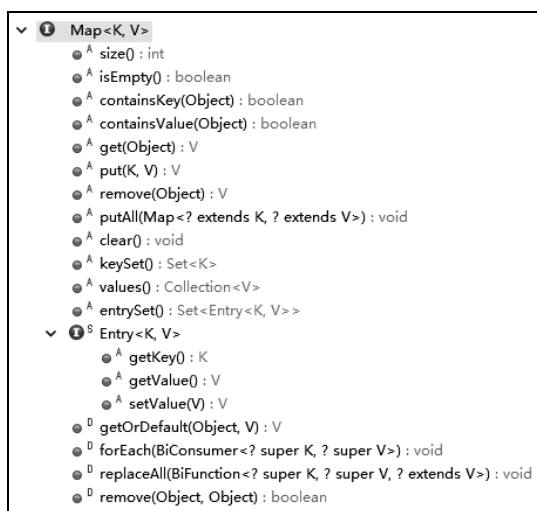 I Map<K, V>
A size() : int
A isEmpty() : boolean
A containsKey(Object) : boolean
A containsValue(Object) : boolean
A get(Object) : V
A put(K, V) : V
A remove(Object) : V
A putAll(Map<? extends K, ? extends V>) : void
A clear() : void
A keySet() : Set<K>
A values() : Collection<V>
A entrySet() : Set<Entry<K, V>>
I S Entry<K, V>
A getKey() : K
A getValue() : V
A setValue(V) : V
D getOrDefault(Object, V) : V
D forEach(BiConsumer<? super K, ? super V>) : void
D replaceAll(BiFunction<? super K, ? super V, ? extends V>) : void
D remove(Object, Object) : boolean